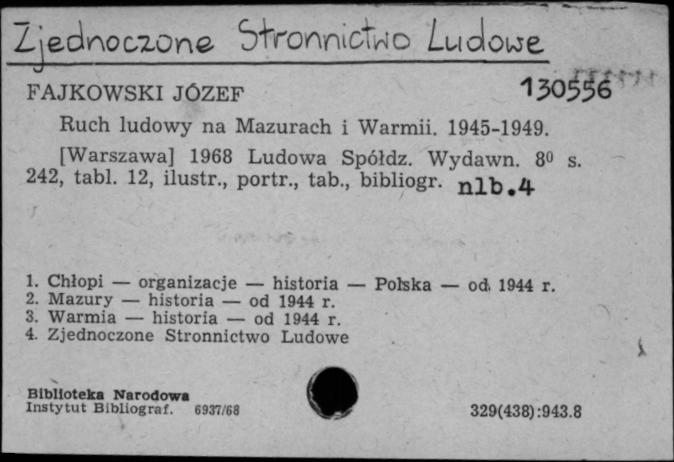 Zjednoczone Stronnictwo Ludowe
FAJKOWSKI JÓZEF 130556
Ruch ludowy na Mazurach i Warmii. 1945-1949.
[Warszawa] 1968 Ludowa Spółdz. Wydawn. 8⁰ s.
242, tabl. 12, ilustr., portr., tab., bibliogr. nlb.4
1. Chłopi — organizacje — historia — Polska — od 1944 r.
2. Mazury — historia — od 1944 r.
3. Warmia — historia — od 1944 r.
4. Zjednoczone Stronnictwo Ludowe
Biblioteka Narodowa
Instytut Bibliograf. 6937/68 329(438):943.8